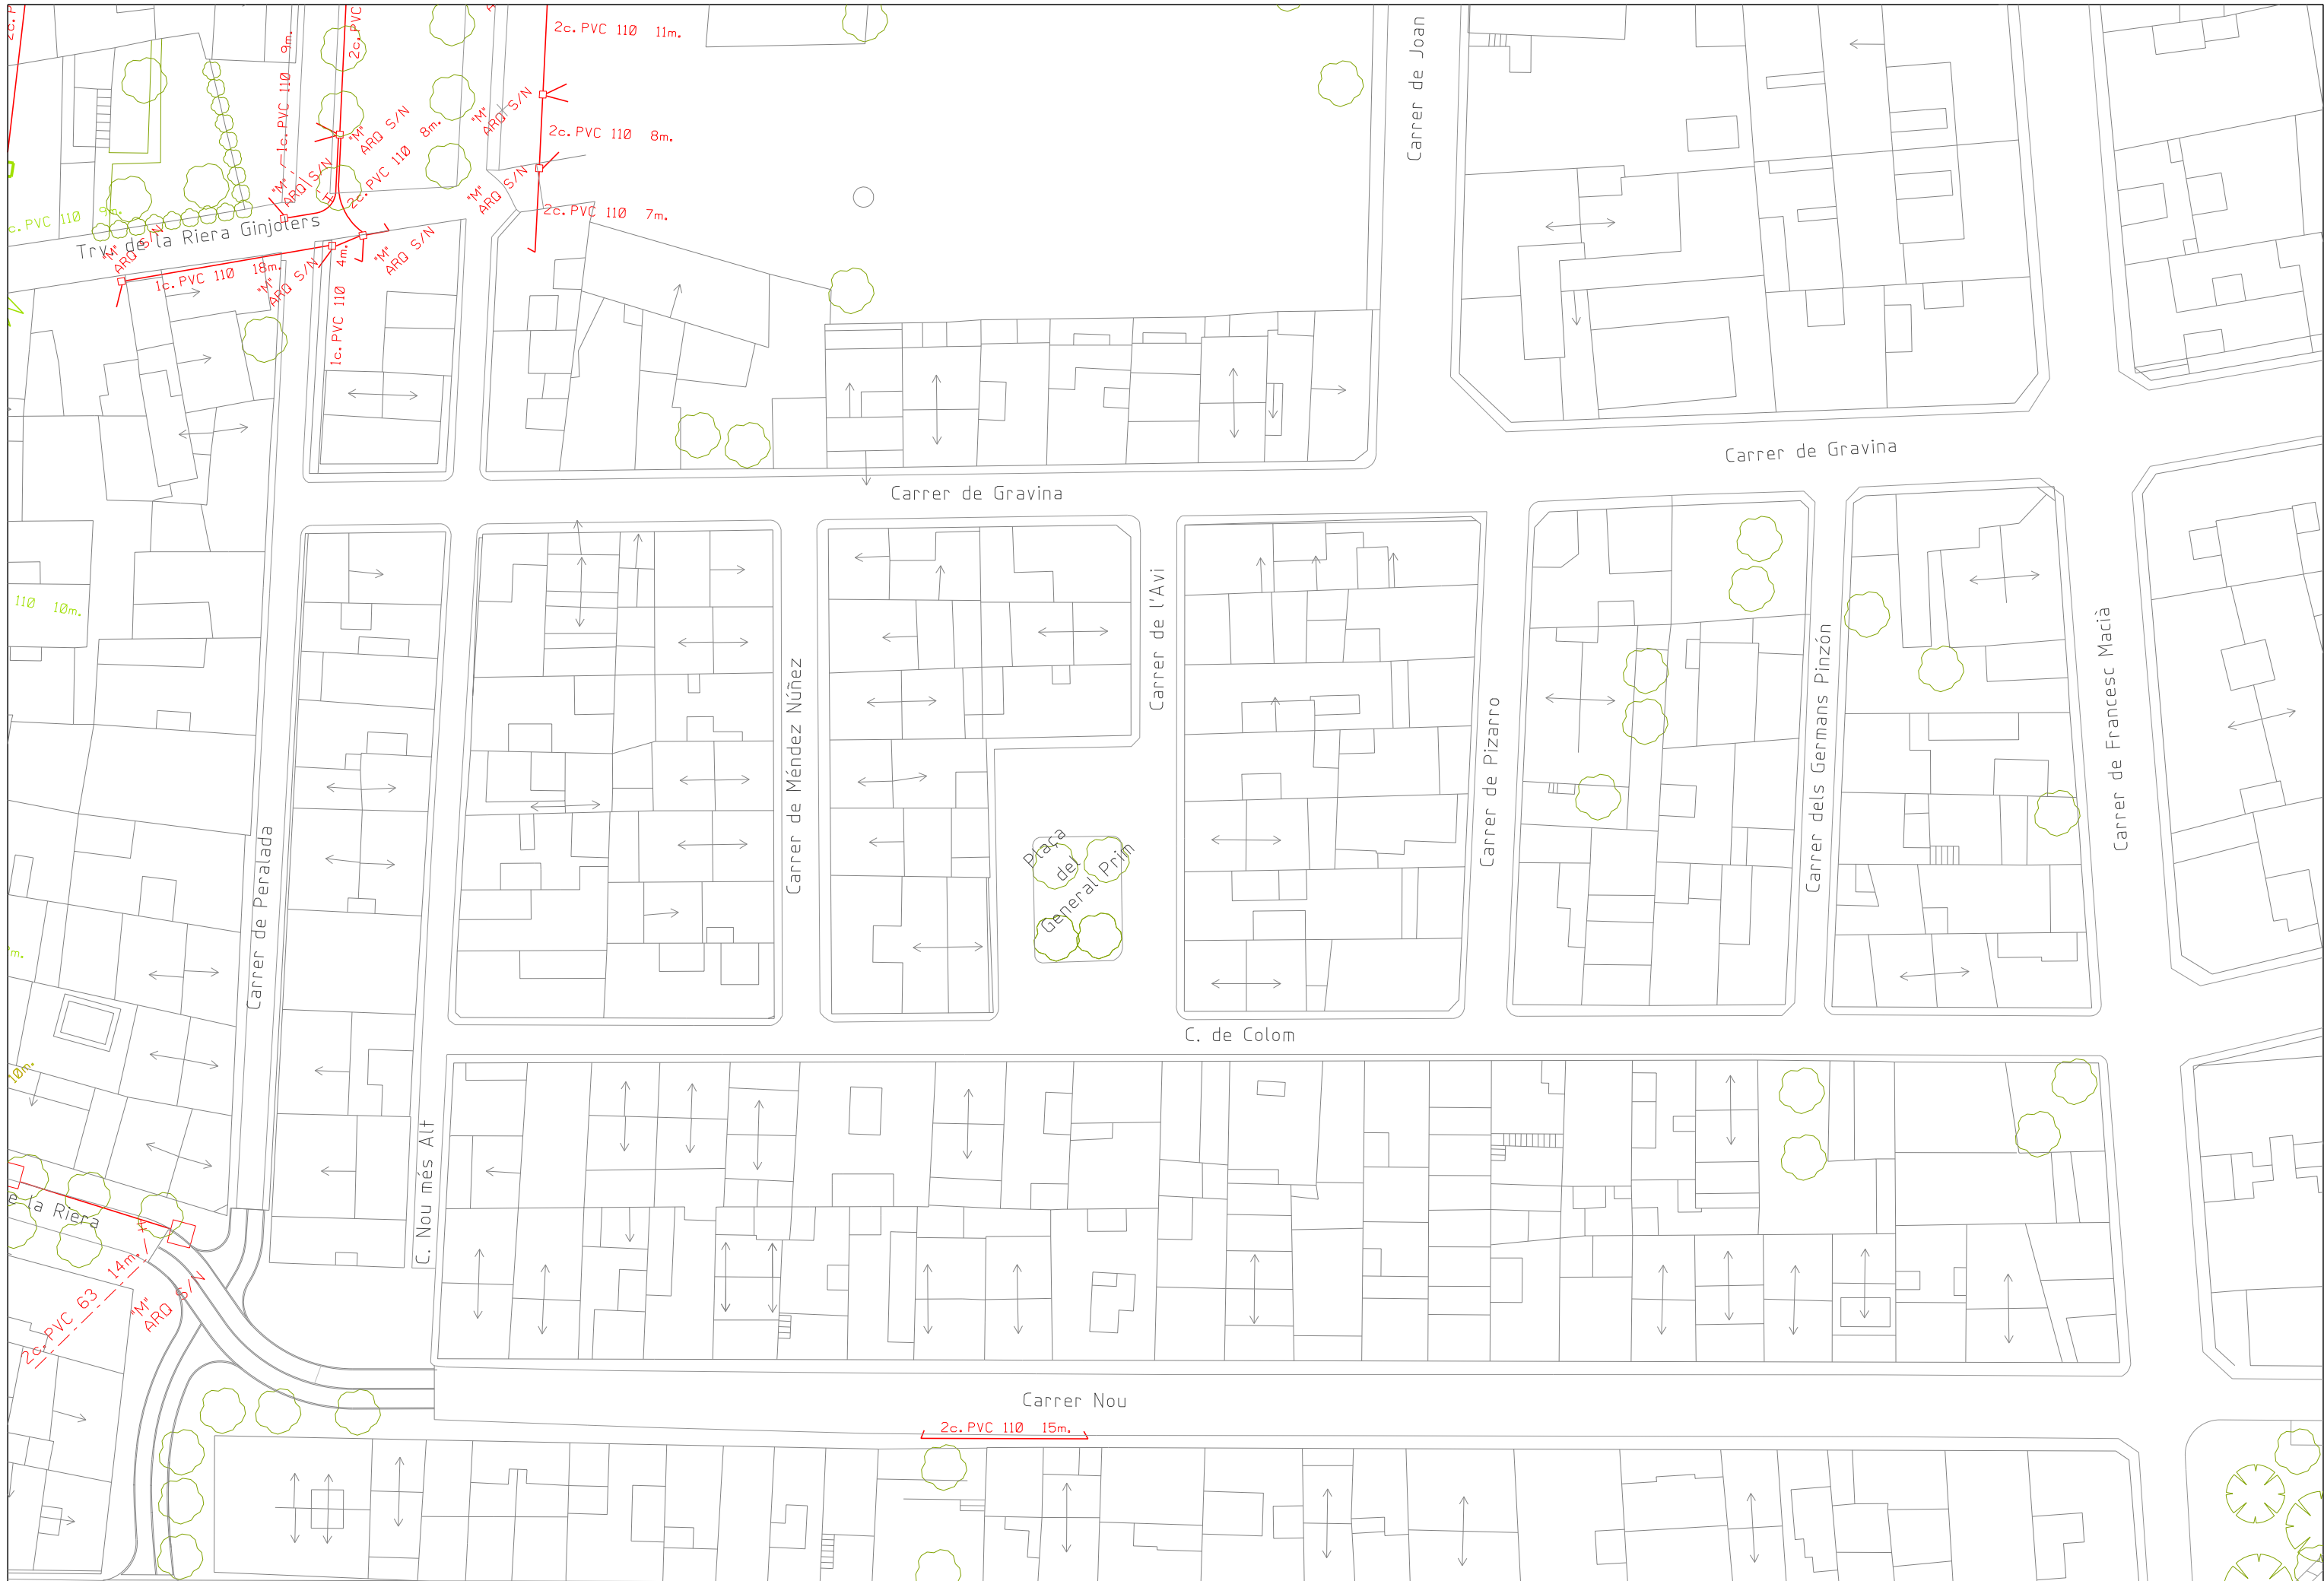 2c. P
9m.
2c. PVC
2c. PVC 110 11m.
1c. PVC 110
"M"
ARQ S/N
8m.
2c. PVC 110
"M"
ARQ S/N
2c. PVC 110 8m.
"M"
ARQ S/N
"M"
ARQ S/N
2c. PVC 110 7m.
c. PVC 110 9m.
Trv. de la Riera Ginjolers
"M"
ARQ S/N
1c. PVC 110 18m.
"M"
ARQ S/N
4m.
1c. PVC 110
"M"
ARQ S/N
Carrer de Joan
Carrer de Gravina
Carrer de Gravina
110 10m.
Carrer de Peralada
Carrer de Méndez Núñez
Carrer de l'Avi
Carrer de Pizarro
Carrer dels Germans Pinzón
Carrer de Francesc Macià
Plaça
del
General Prim
m.
C. de Colom
10m.
C. Nou més Alt
e la Riera
2c. PVC 63 14m.
"M"
ARQ S/N
Carrer Nou
2c. PVC 110 15m.